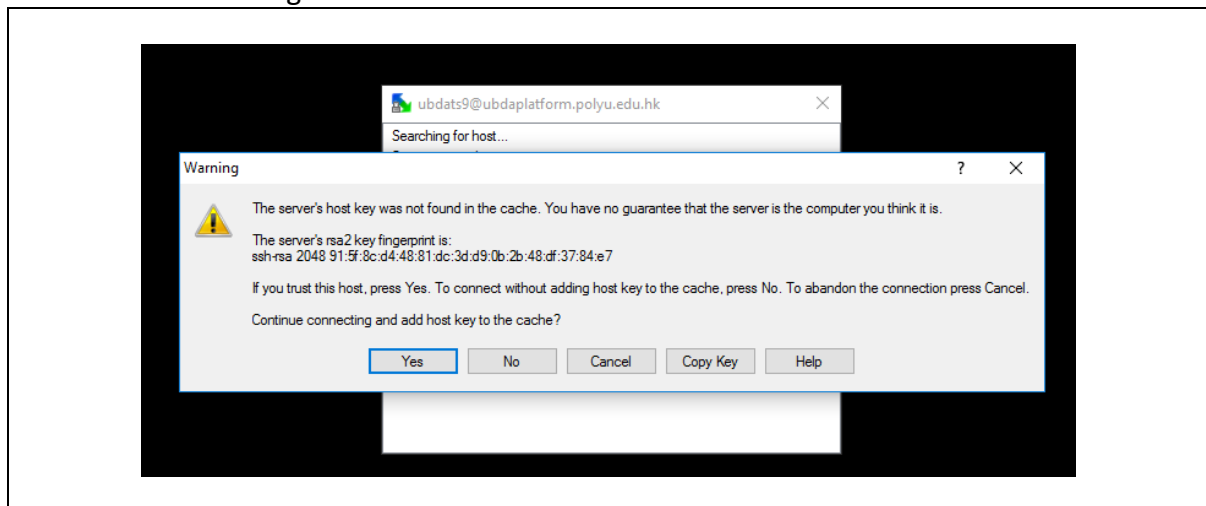 ubdats9@ubdaplatform.polyu.edu.hk
Searching for host...
Warning
?
The server's host key was not found in the cache. You have no guarantee that the server is the computer you think it is.
The server's rsa2 key fingerprint is:
ssh-rsa 2048 91:5f:8c:d4:48:81:dc:3d:d9:0b:2b:48:df:37:84:e7
If you trust this host, press Yes. To connect without adding host key to the cache, press No. To abandon the connection press Cancel.
Continue connecting and add host key to the cache?
Yes No Cancel Copy Key Help